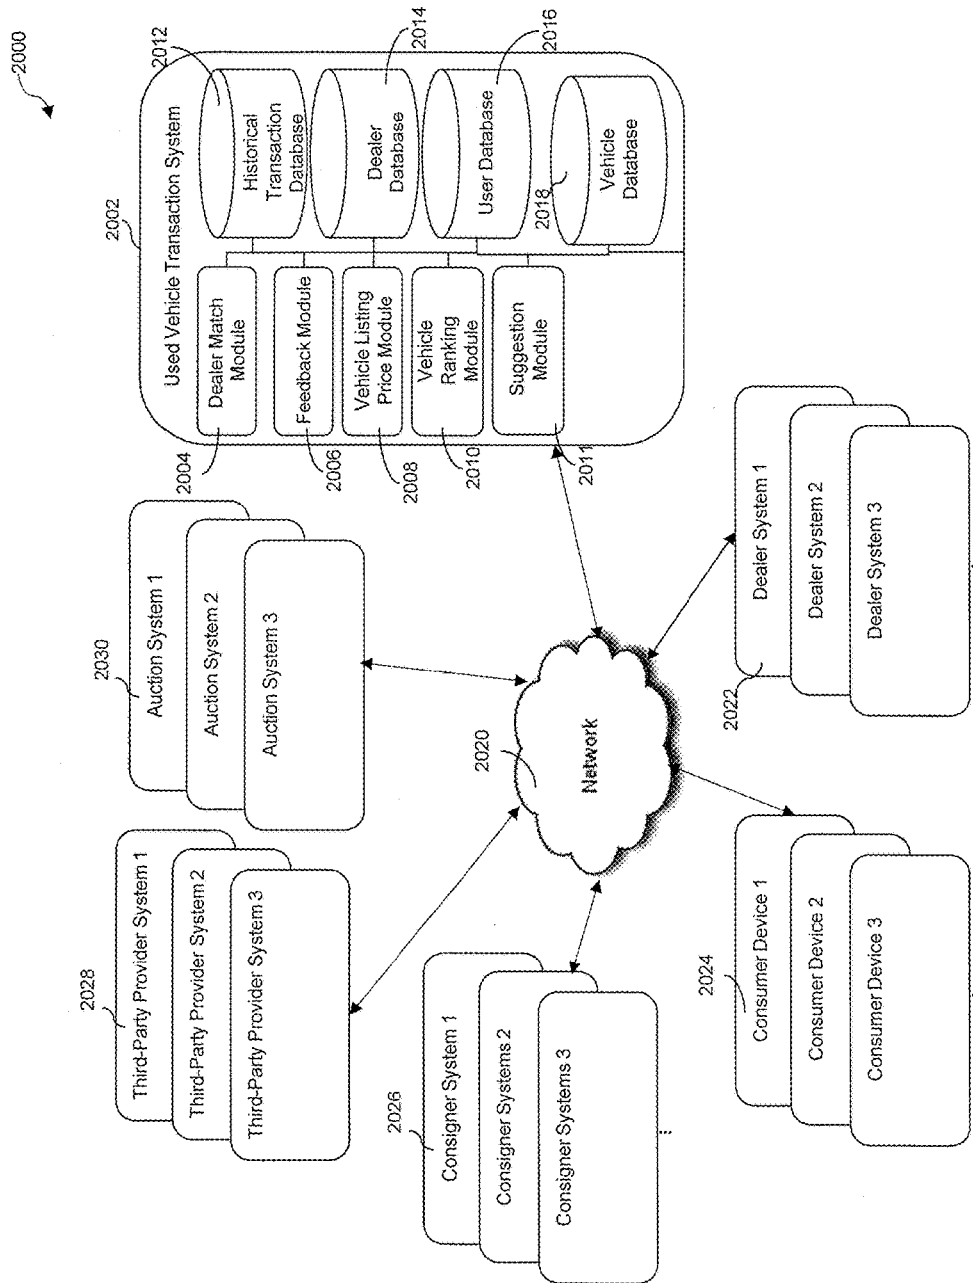 2000
2002
Used Vehicle Transaction System
2004
Dealer Match
Module
2006
Feedback Module
2008
Vehicle Listing
Price Module
2010
Vehicle
Ranking
Module
2011
Suggestion
Module
2012
Historical
Transaction
Database
2014
Dealer
Database
2016
User Database
2018
Vehicle
Database
2030
Auction System 1
Auction System 2
Auction System 3
2028
Third-Party Provider System 1
Third-Party Provider System 2
Third-Party Provider System 3
2020
Network
2026
Consigner System 1
Consigner Systems 2
Consigner Systems 3
...
2024
Consumer Device 1
Consumer Device 2
Consumer Device 3
2022
Dealer System 1
Dealer System 2
Dealer System 3